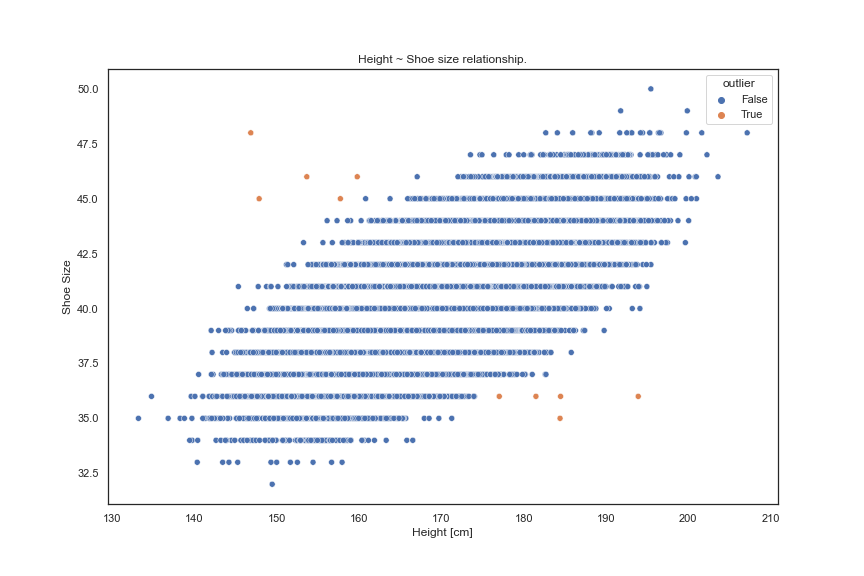 Height ~ Shoe size relationship.
outlier
False
True
50.0
47.5
45.0
42.5
40.0
37.5
35.0
32.5
Shoe Size
130 140 150 160 170 180 190 200 210
Height [cm]